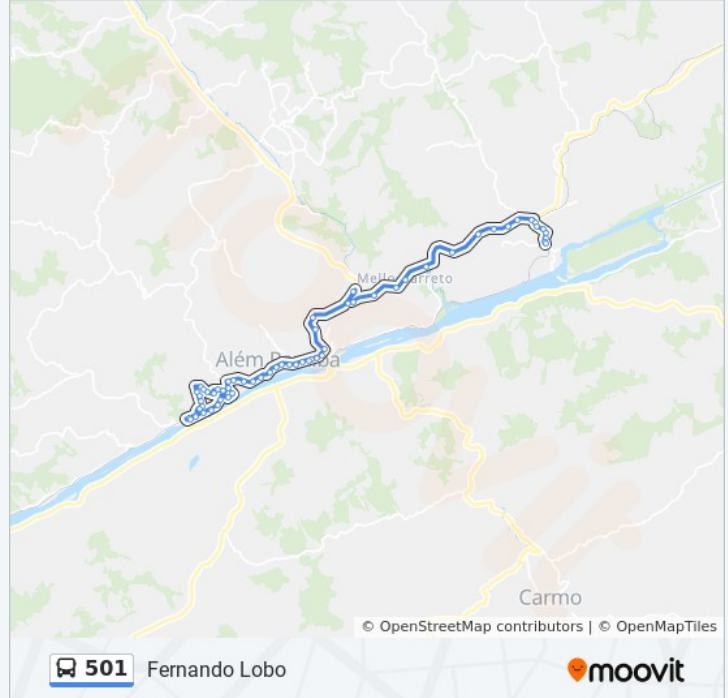 Mello Barreto
Além Paraíba
Carmo
© OpenStreetMap contributors | © OpenMapTiles
501 Fernando Lobo
moovit